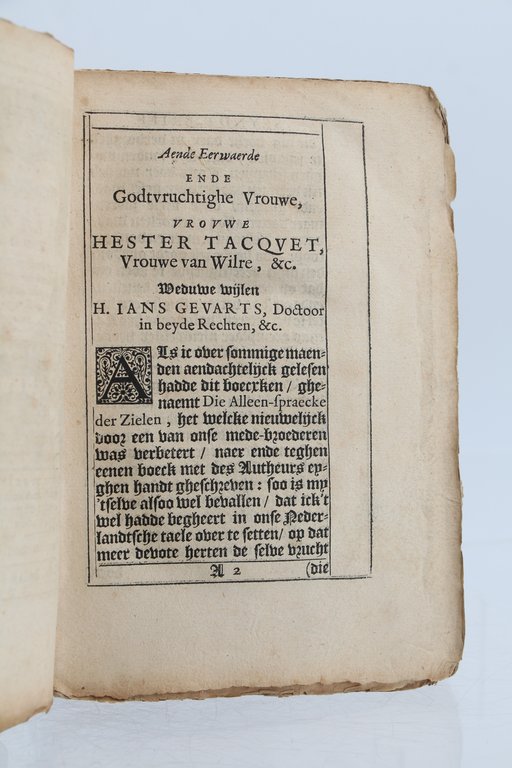 Aende Eerwaerde
ENDE
Godtvruchtighe Vrouwe,
VROVWE
HESTER TACQVET,
Vrouwe van Wilre, &c.
Weduwe wijlen
H. IANS GEVARTS, Doctoor
in beyde Rechten, &c.
ALs ic over sommige maen-
den aendachtelijck gelesen
hadde dit boecxken / ghe-
naemt Die Alleen-spraecke
der Zielen, het welcke nieuwelijck
door een van onse mede-broederen
was verbetert / naer ende teghen
eenen boeck met des Autheurs ey-
ghen handt gheschreven: soo is my
'tselve alsoo wel bevallen / dat ick't
wel hadde begheert in onse Neder-
landtsche taele over te setten / op dat
meer devote herten de selve vrucht
A 2 (die